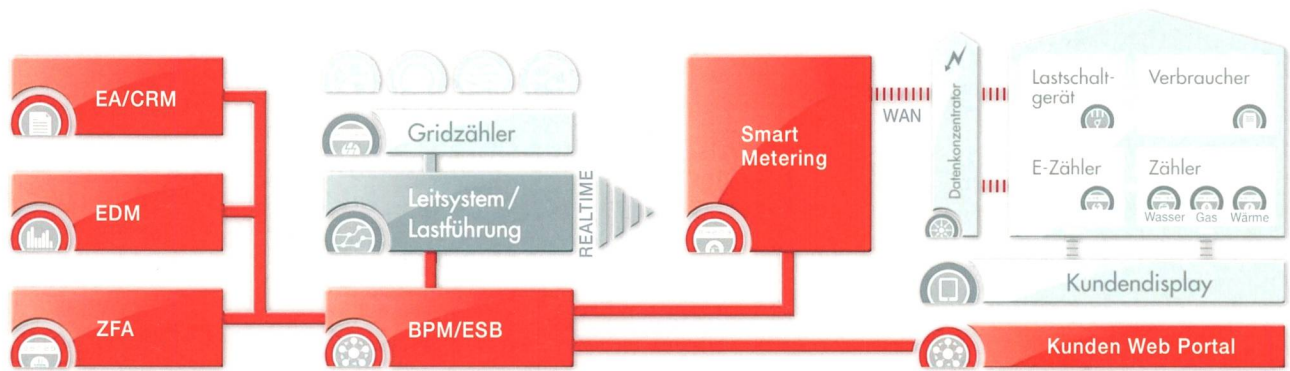 EA/CRM
EDM
ZFA
Gridzähler
Leitsystem /
Lastführung
REALTIME
BPM/ESB
Smart
Metering
WAN
Datenkonzentrator
Lastschalt-
gerät
Verbraucher
E-Zähler
Zähler
Wasser Gas Wärme
Kundendisplay
Kunden Web Portal